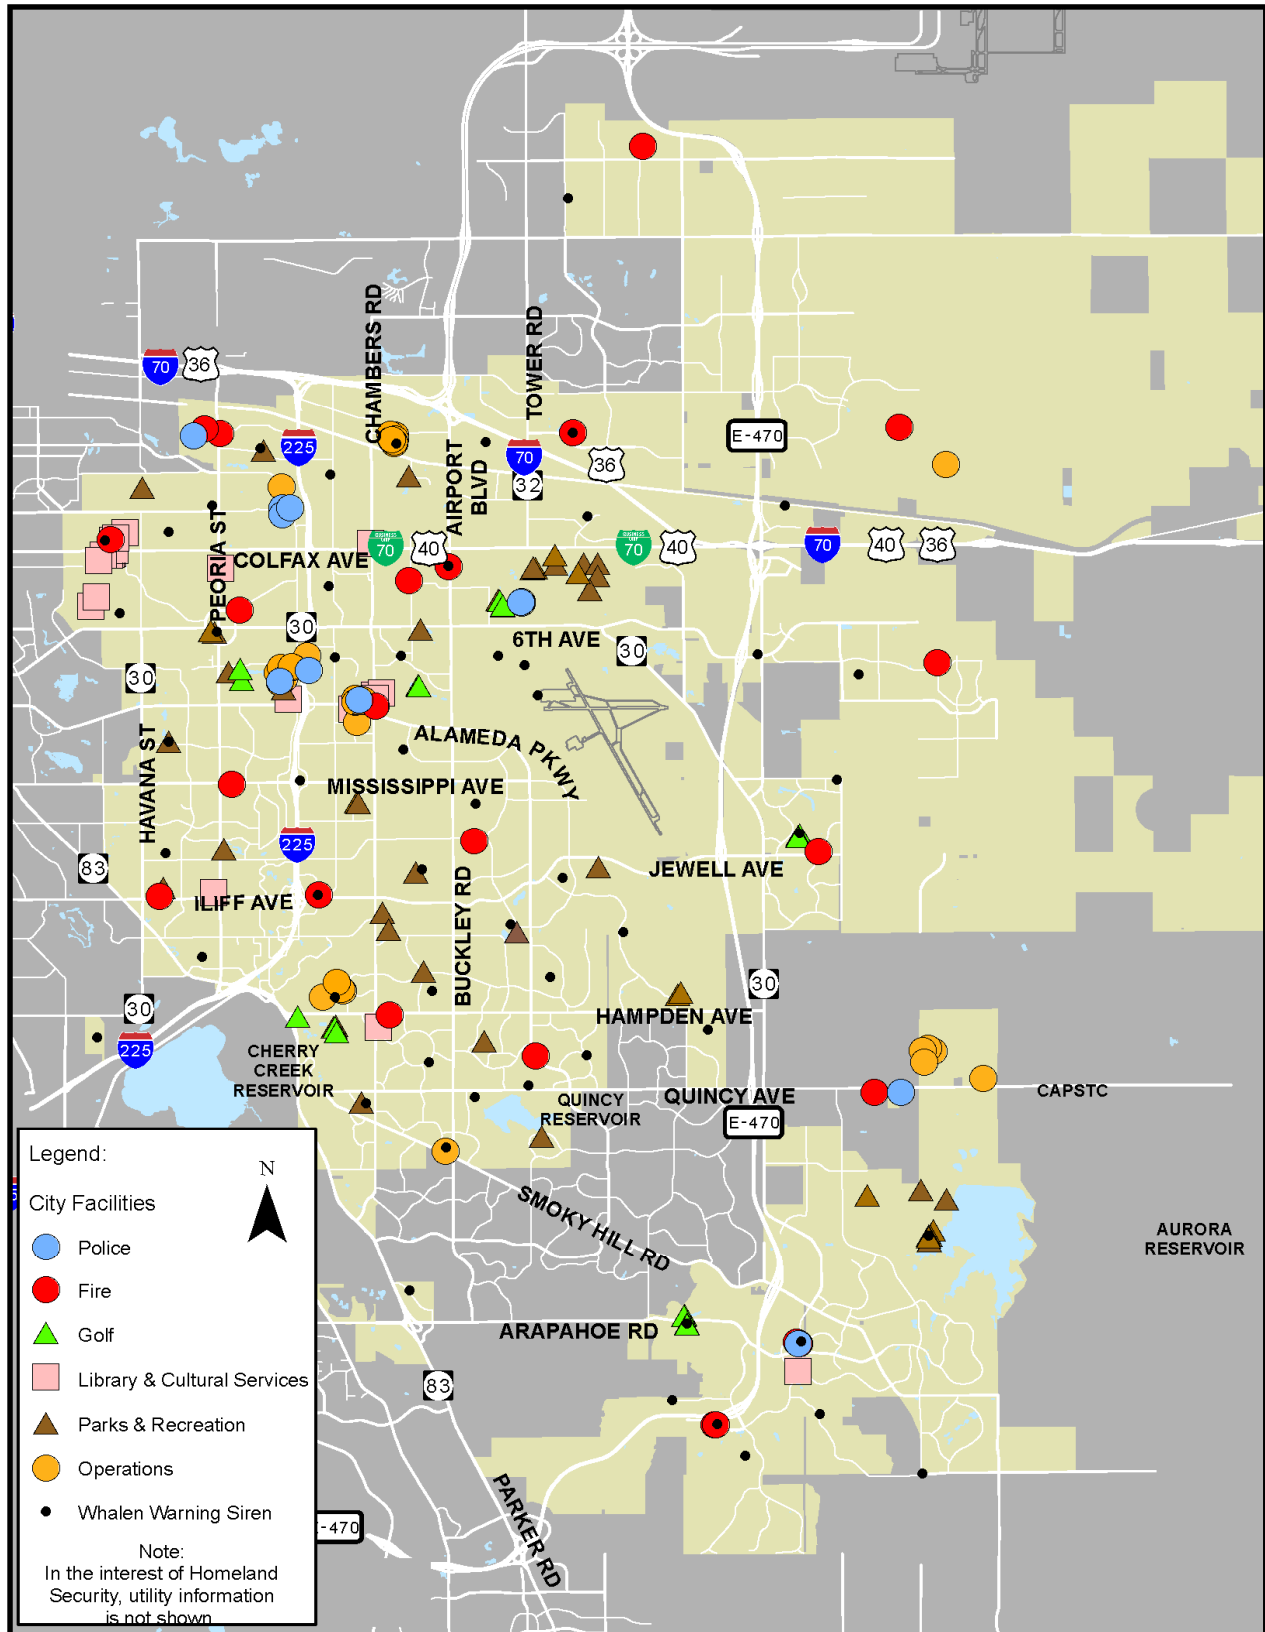 CHAMBERS RD
TOWER RD
70
36
225
E-470
AIRPORT
BLVD
70
36
32
PEORIA ST
COLFAX AVE
BUSINESS
70
40
70
40
70
40
36
30
6TH AVE
30
30
HAVANA ST
ALAMEDA PKWY
MISSISSIPPI AVE
225
83
JEWELL AVE
ILIFF AVE
BUCKLEY RD
30
30
HAMPDEN AVE
225
CHERRY
CREEK
RESERVOIR
QUINCY AVE
CAPSTC
QUINCY
RESERVOIR
E-470
SMOKY HILL RD
AURORA
RESERVOIR
ARAPAHOE RD
83
PARKER RD
-470
Legend:
N
City Facilities
Police
Fire
Golf
Library & Cultural Services
Parks & Recreation
Operations
Whalen Warning Siren
Note:
In the interest of Homeland
Security, utility information
is not shown